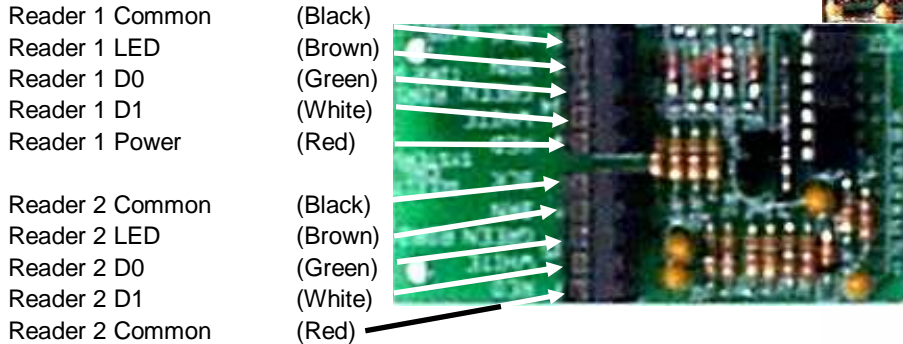 Reader 1 Common (Black)
Reader 1 LED (Brown)
Reader 1 D0 (Green)
Reader 1 D1 (White)
Reader 1 Power (Red)
Reader 2 Common (Black)
Reader 2 LED (Brown)
Reader 2 D0 (Green)
Reader 2 D1 (White)
Reader 2 Common (Red)